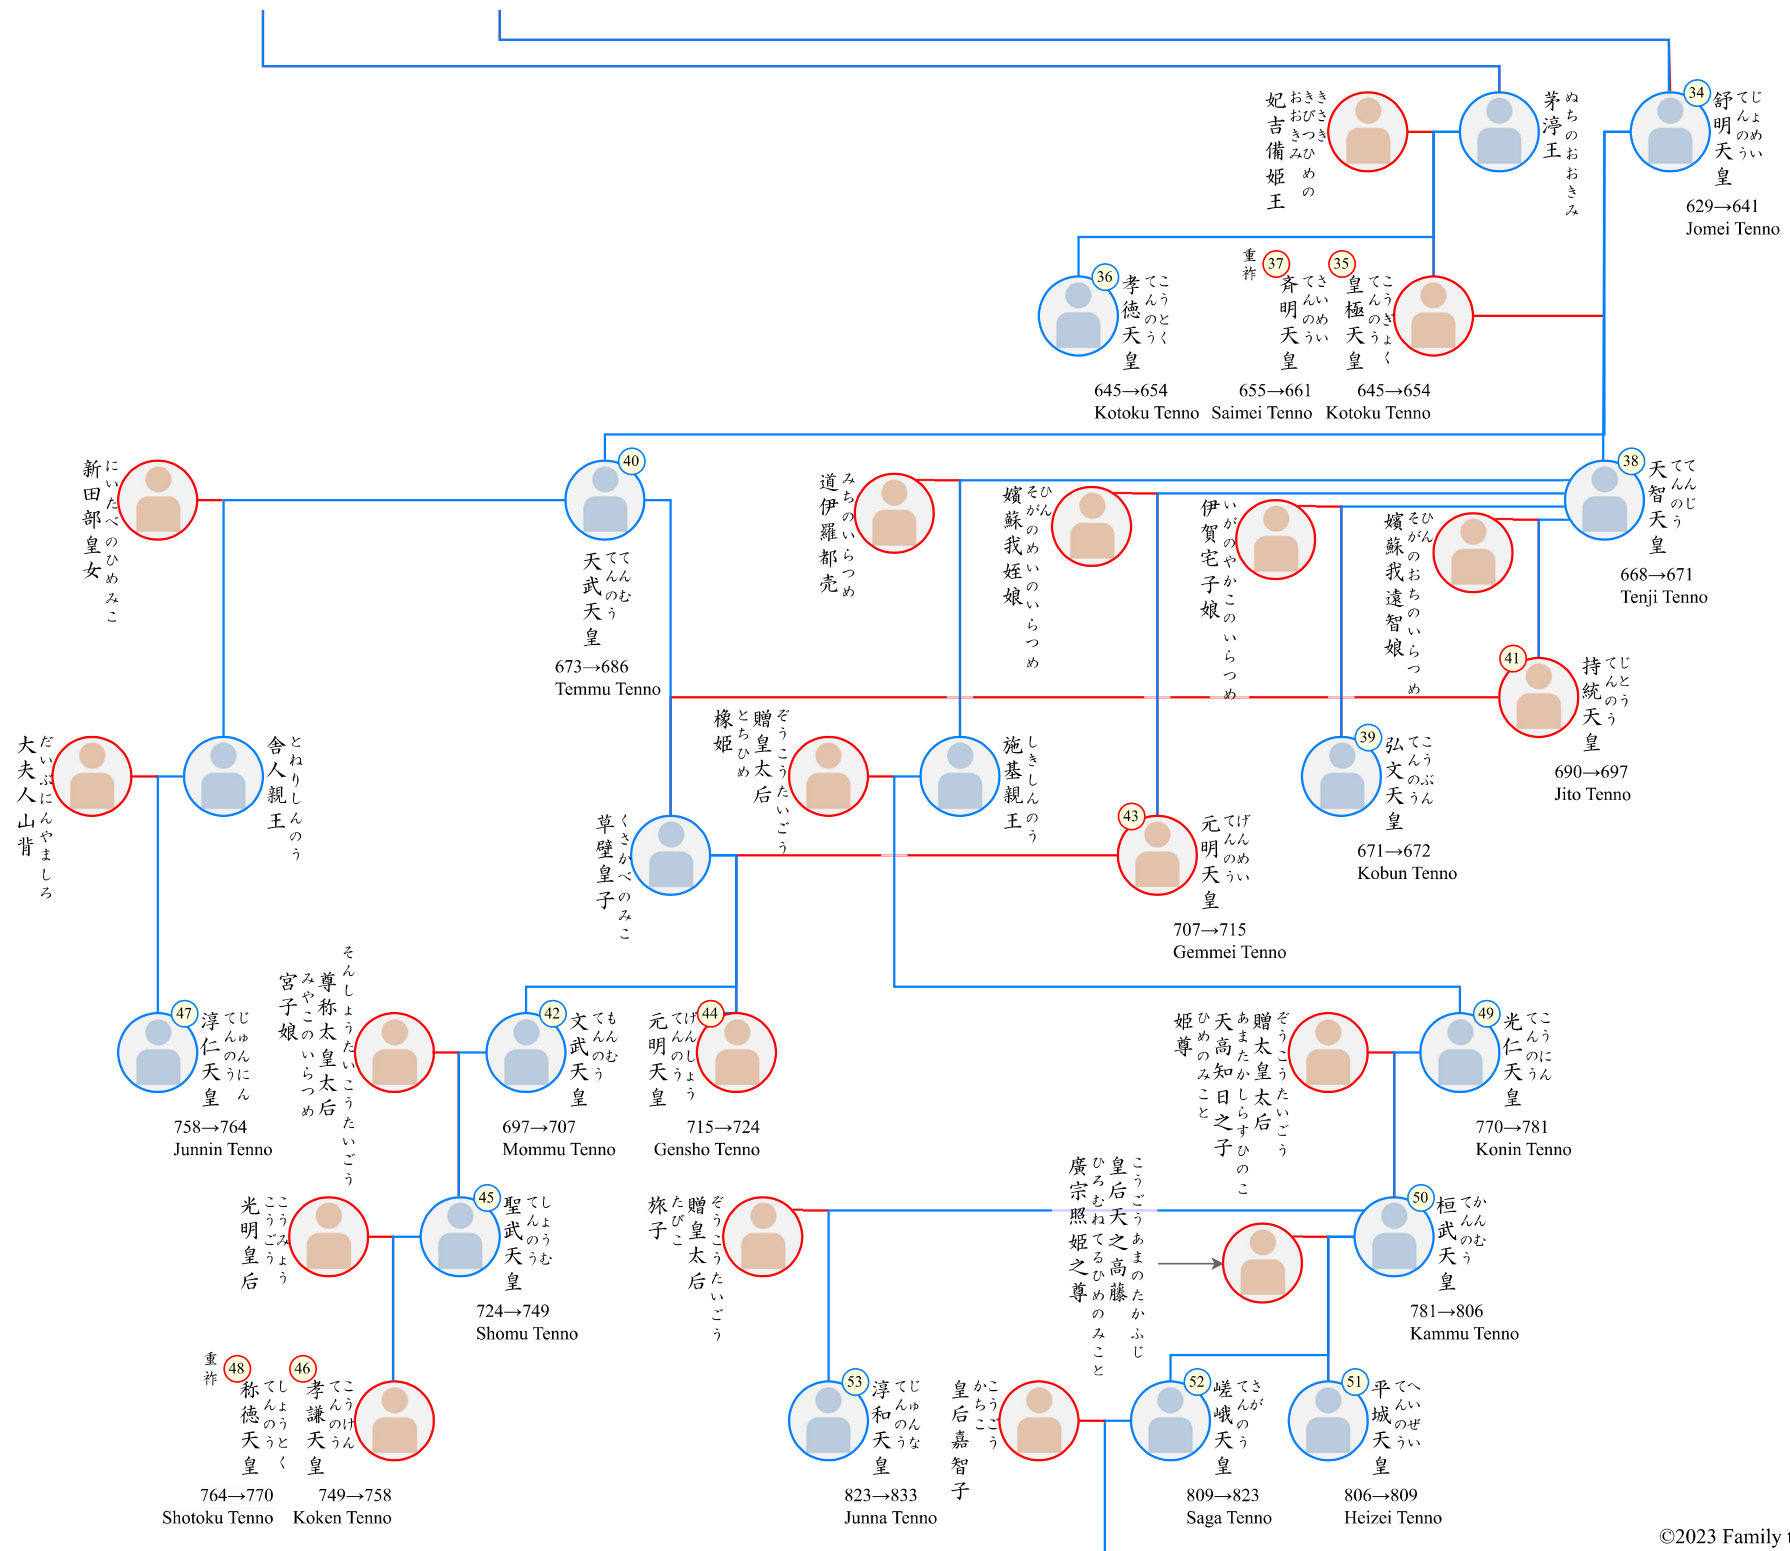 34
舒明天皇
じょめい
てんのう
629→641
Jomei Tenno
茅渟王
ぬちのおおきみ
妃吉備姫王
きさき
きびつひめの
おおきみ
36
孝徳天皇
こうとく
てんのう
645→654
Kotoku Tenno
重祚
37
斉明天皇
さいめい
てんのう
655→661
Saimei Tenno
35
皇極天皇
こうぎょく
てんのう
645→654
Kotoku Tenno
新田部皇女
にいたべのひめみこ
40
天武天皇
てんむ
てんのう
673→686
Temmu Tenno
道伊羅都売
みちのいらつめ
嬪蘇我姪娘
ひん
そがのめいのいらつめ
伊賀宅子娘
いがのやかこのいらつめ
嬪蘇我遠智娘
ひん
そがのおちのいらつめ
38
天智天皇
てんじ
てんのう
668→671
Tenji Tenno
41
持統天皇
じとう
てんのう
690→697
Jito Tenno
大夫人山背
だいぶにんやましろ
舎人親王
とねりしんのう
贈皇太后
橡姫
ぞうこうたいごう
とちひめ
施基親王
しきしんのう
39
弘文天皇
こうぶん
てんのう
671→672
Kobun Tenno
草壁皇子
くさかべのみこ
43
元明天皇
げんめい
てんのう
707→715
Gemmei Tenno
47
淳仁天皇
じゅんにん
てんのう
758→764
Junnin Tenno
尊称太皇太后
宮子娘
そんしょうたいこうたいごう
みやこのいらつめ
42
文武天皇
もんむ
てんのう
697→707
Mommu Tenno
44
元明天皇
げんしょう
てんのう
715→724
Gensho Tenno
贈太皇太后
天高知日之子
姫尊
ぞうこうたいごう
あまたかしらすひのこ
ひめのみこと
49
光仁天皇
こうにん
てんのう
770→781
Konin Tenno
光明皇后
こうみょう
こうごう
45
聖武天皇
しょうむ
てんのう
724→749
Shomu Tenno
贈皇太后
旅子
ぞうこうたいごう
たびこ
皇后天之高藤
廣宗照姫之尊
こうごうあまのたかふじ
ひろむねてるひめのみこと
50
桓武天皇
かんむ
てんのう
781→806
Kammu Tenno
重祚
48
称徳天皇
しょうとく
てんのう
764→770
Shotoku Tenno
46
孝謙天皇
こうけん
てんのう
749→758
Koken Tenno
53
淳和天皇
じゅんな
てんのう
823→833
Junna Tenno
皇后嘉智子
こうごう
かちこ
52
嵯峨天皇
さが
てんのう
809→823
Saga Tenno
51
平城天皇
へいぜい
てんのう
806→809
Heizei Tenno
©2023 Family t